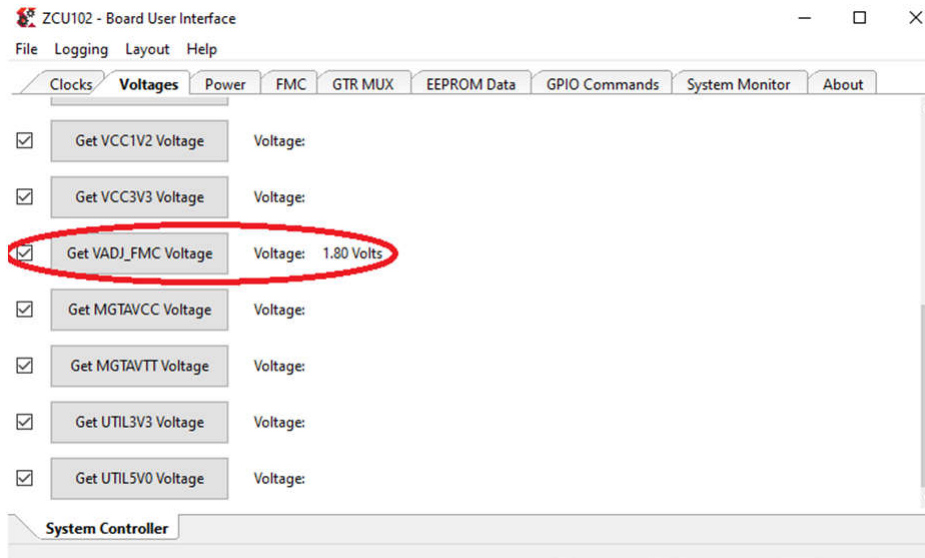 ZCU102 - Board User Interface
File Logging Layout Help
Clocks Voltages Power FMC GTR MUX EEPROM Data GPIO Commands System Monitor About
Get VCC1V2 Voltage Voltage:
Get VCC3V3 Voltage Voltage:
Get VADJ_FMC Voltage Voltage: 1.80 Volts
Get MGTAVCC Voltage Voltage:
Get MGTAVTT Voltage Voltage:
Get UTIL3V3 Voltage Voltage:
Get UTIL5V0 Voltage Voltage:
System Controller